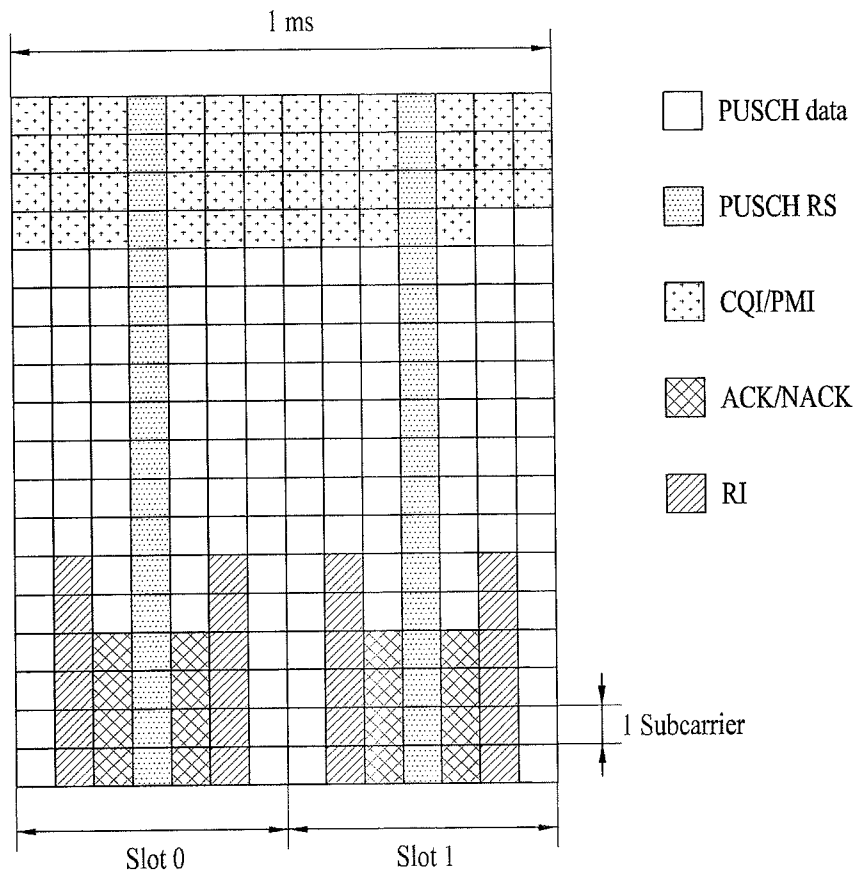 1 ms
PUSCH data
PUSCH RS
CQI/PMI
ACK/NACK
RI
1 Subcarrier
Slot 0
Slot 1